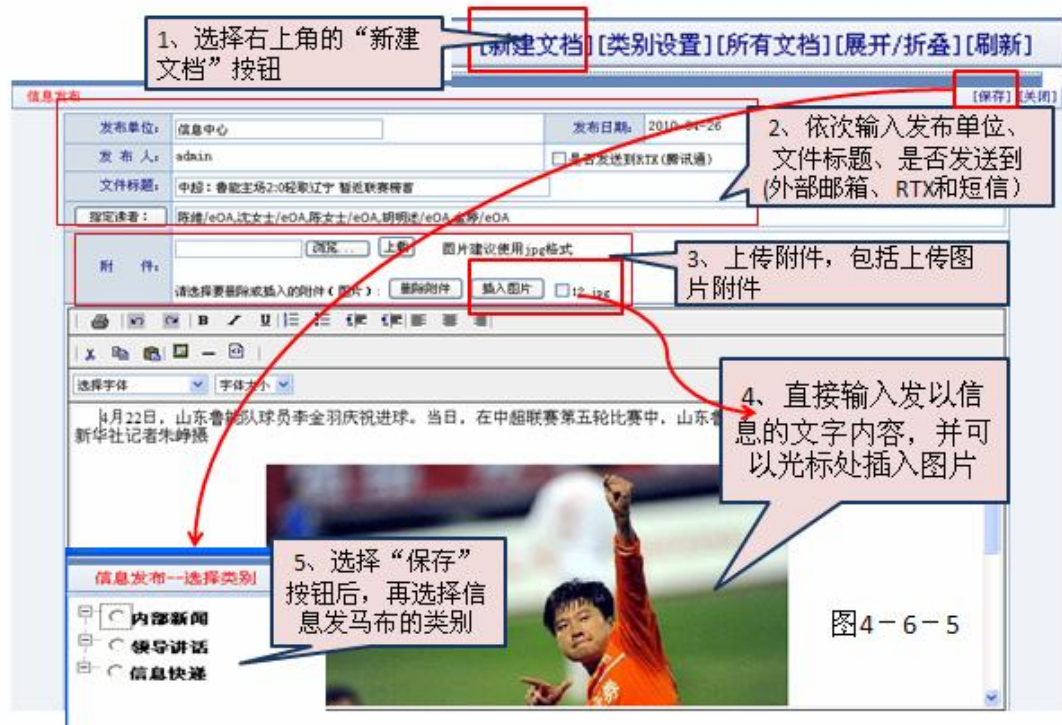 1、选择右上角的“新建
文档”按钮
[新建文档][类别设置][所有文档][展开/折叠][刷新]
信息发布
[保存][关闭]
发布单位: 信息中心
发布日期: 2010-04-26
发 布 人: admin
是否发送到RTX(腾讯通)
文件标题: 中超:鲁能主场2:0轻取辽宁 暂返联赛榜首
2、依次输入发布单位、
文件标题、是否发送到
(外部邮箱、RTX和短信)
指定读者: 陈维/eOA,沈女士/eOA,陈女士/eOA,胡明述/eOA
附 件:
浏览... 上载 图片建议使用jpg格式
请选择要删除或插入的附件(图片): 删除附件 插入图片 12.jpg
3、上传附件，包括上传图
片附件
选择字体 字体大小
4月22日，山东鲁能队球员李金羽庆祝进球。当日，在中超联赛第五轮比赛中，山东鲁
新华社记者朱峥摄
4、直接输入发以信
息的文字内容，并可
以光标处插入图片
信息发布--选择类别
内部新闻
领导讲话
信息快递
5、选择“保存”
按钮后，再选择信
息发马布的类别
图4－6－5